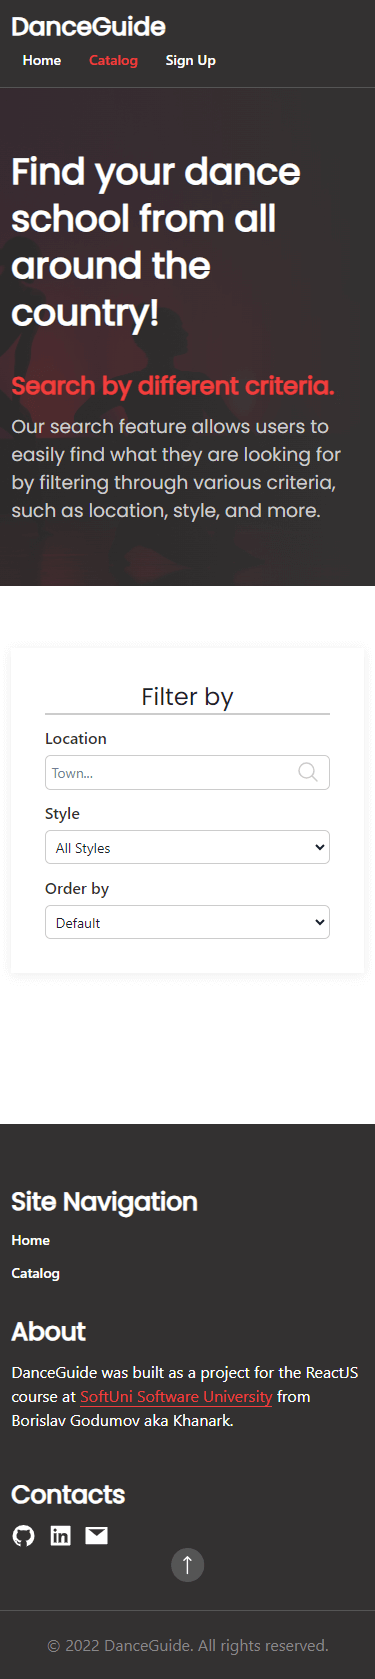 DanceGuide
Home Catalog Sign Up
Find your dance
school from all
around the
country!
Search by different criteria.
Our search feature allows users to
easily find what they are looking for
by filtering through various criteria,
such as location, style, and more.
Filter by
Location
Town...
Style
All Styles
Order by
Default
Site Navigation
Home
Catalog
About
DanceGuide was built as a project for the ReactJS
course at SoftUni Software University from
Borislav Godumov aka Khanark.
Contacts
© 2022 DanceGuide. All rights reserved.